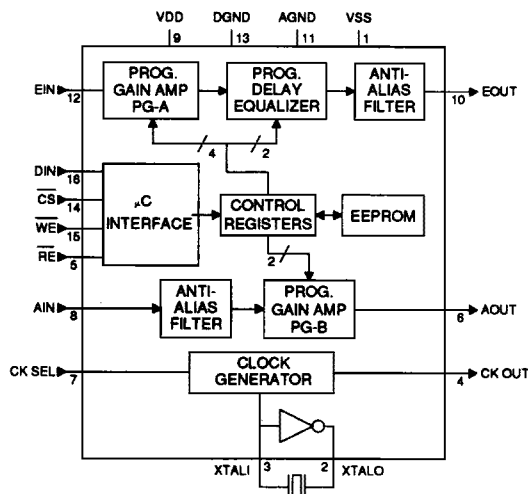 VDD DGND AGND VSS
9 13 11 1
EIN 12
PROG.
GAIN AMP
PG-A
PROG.
DELAY
EQUALIZER
ANTI-
ALIAS
FILTER
10 EOUT
4 2
DIN 16
CS 14
WE 15
RE 5
μC
INTERFACE
CONTROL
REGISTERS
EEPROM
2
AIN 8
ANTI-
ALIAS
FILTER
PROG.
GAIN AMP
PG-B
6 AOUT
CK SEL 7
CLOCK
GENERATOR
4 CK OUT
XTALI 3 2 XTALO